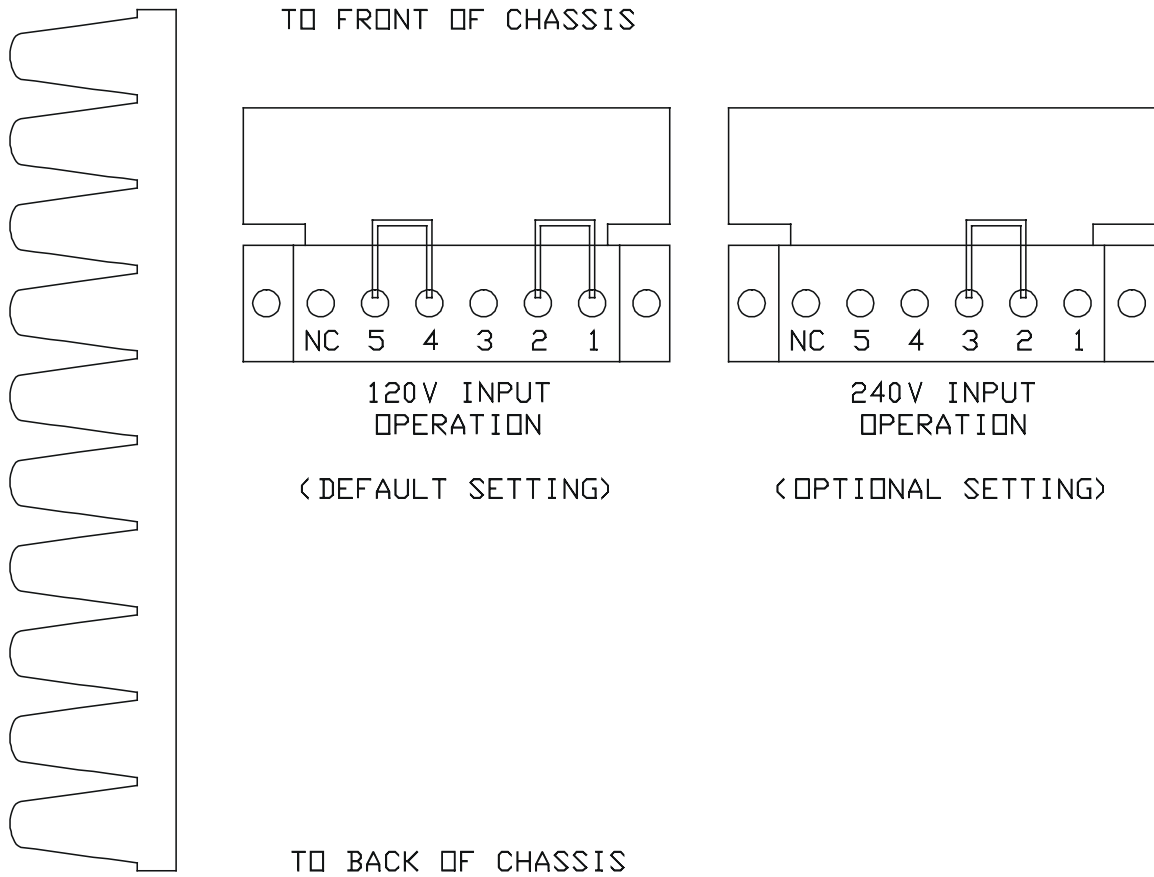 TO FRONT OF CHASSIS
NC 5 4 3 2 1
120V INPUT
OPERATION
(DEFAULT SETTING)
NC 5 4 3 2 1
240V INPUT
OPERATION
(OPTIONAL SETTING)
TO BACK OF CHASSIS